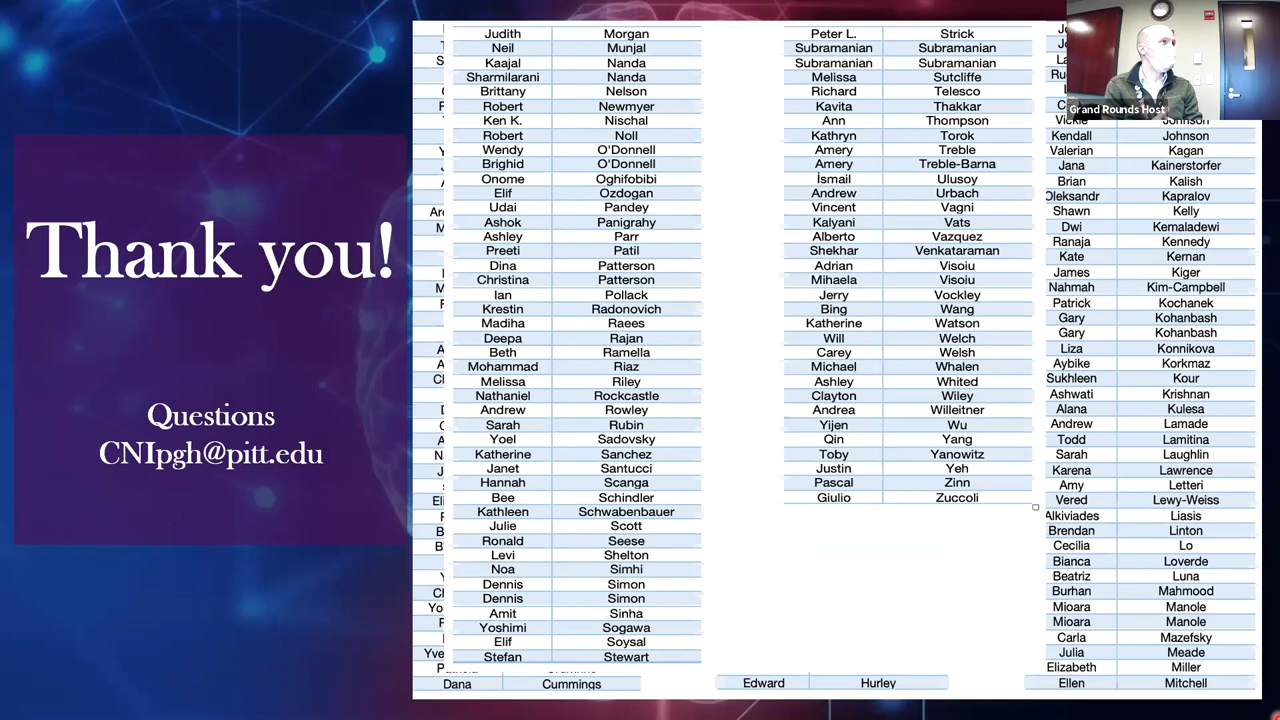 Thank you!
Questions
CNIpgh@pitt.edu
Judith Morgan
Neil Munjal
Kaajal Nanda
Sharmilarani Nanda
Brittany Nelson
Robert Newmyer
Ken K. Nischal
Robert Noll
Wendy O'Donnell
Brighid O'Donnell
Onome Oghifobibi
Elif Ozdogan
Udai Pandey
Ashok Panigrahy
Ashley Parr
Preeti Patil
Dina Patterson
Christina Patterson
Ian Pollack
Krestin Radonovich
Madiha Raees
Deepa Rajan
Beth Ramella
Mohammad Riaz
Melissa Riley
Nathaniel Rockcastle
Andrew Rowley
Sarah Rubin
Yoel Sadovsky
Katherine Sanchez
Janet Santucci
Hannah Scanga
Bee Schindler
Kathleen Schwabenbauer
Julie Scott
Ronald Seese
Levi Shelton
Noa Simhi
Dennis Simon
Dennis Simon
Amit Sinha
Yoshimi Sogawa
Elif Soysal
Stefan Stewart
Dana Cummings
Peter L. Strick
Subramanian Subramanian
Subramanian Subramanian
Melissa Sutcliffe
Richard Telesco
Kavita Thakkar
Ann Thompson
Kathryn Torok
Amery Treble
Amery Treble-Barna
İsmail Ulusoy
Andrew Urbach
Vincent Vagni
Kalyani Vats
Alberto Vazquez
Shekhar Venkataraman
Adrian Visoiu
Mihaela Visoiu
Jerry Vockley
Bing Wang
Katherine Watson
Will Welch
Carey Welsh
Michael Whalen
Ashley Whited
Clayton Wiley
Andrea Willeitner
Yijen Wu
Qin Yang
Toby Yanowitz
Justin Yeh
Pascal Zinn
Giulio Zuccoli
Edward Hurley
Grand Rounds Host
Vickie Johnson
Kendall Johnson
Valerian Kagan
Jana Kainerstorfer
Brian Kalish
Oleksandr Kapralov
Shawn Kelly
Dwi Kemaladewi
Ranaja Kennedy
Kate Kernan
James Kiger
Nahmah Kim-Campbell
Patrick Kochanek
Gary Kohanbash
Gary Kohanbash
Liza Konnikova
Aybike Korkmaz
Sukhleen Kour
Ashwati Krishnan
Alana Kulesa
Andrew Lamade
Todd Lamitina
Sarah Laughlin
Karena Lawrence
Amy Letteri
Vered Lewy-Weiss
Alkiviades Liasis
Brendan Linton
Cecilia Lo
Bianca Loverde
Beatriz Luna
Burhan Mahmood
Mioara Manole
Mioara Manole
Carla Mazefsky
Julia Meade
Elizabeth Miller
Ellen Mitchell